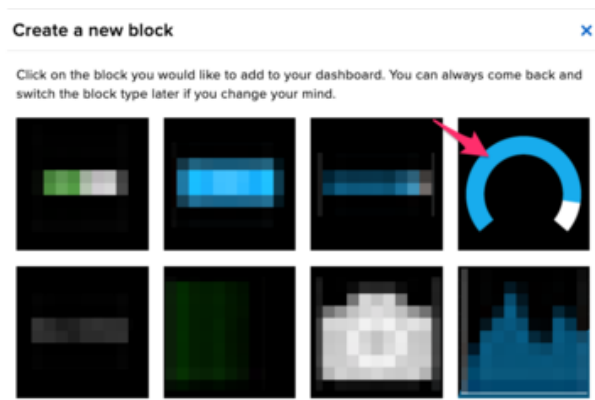 Create a new block
×
Click on the block you would like to add to your dashboard. You can always come back and
switch the block type later if you change your mind.